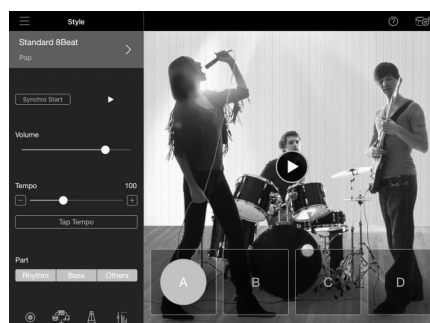 Style
Standard 8Beat
Pop
Synchro Start
Volume
Tempo 100
Tap Tempo
Part
Rhythm Bass Others
A B C D